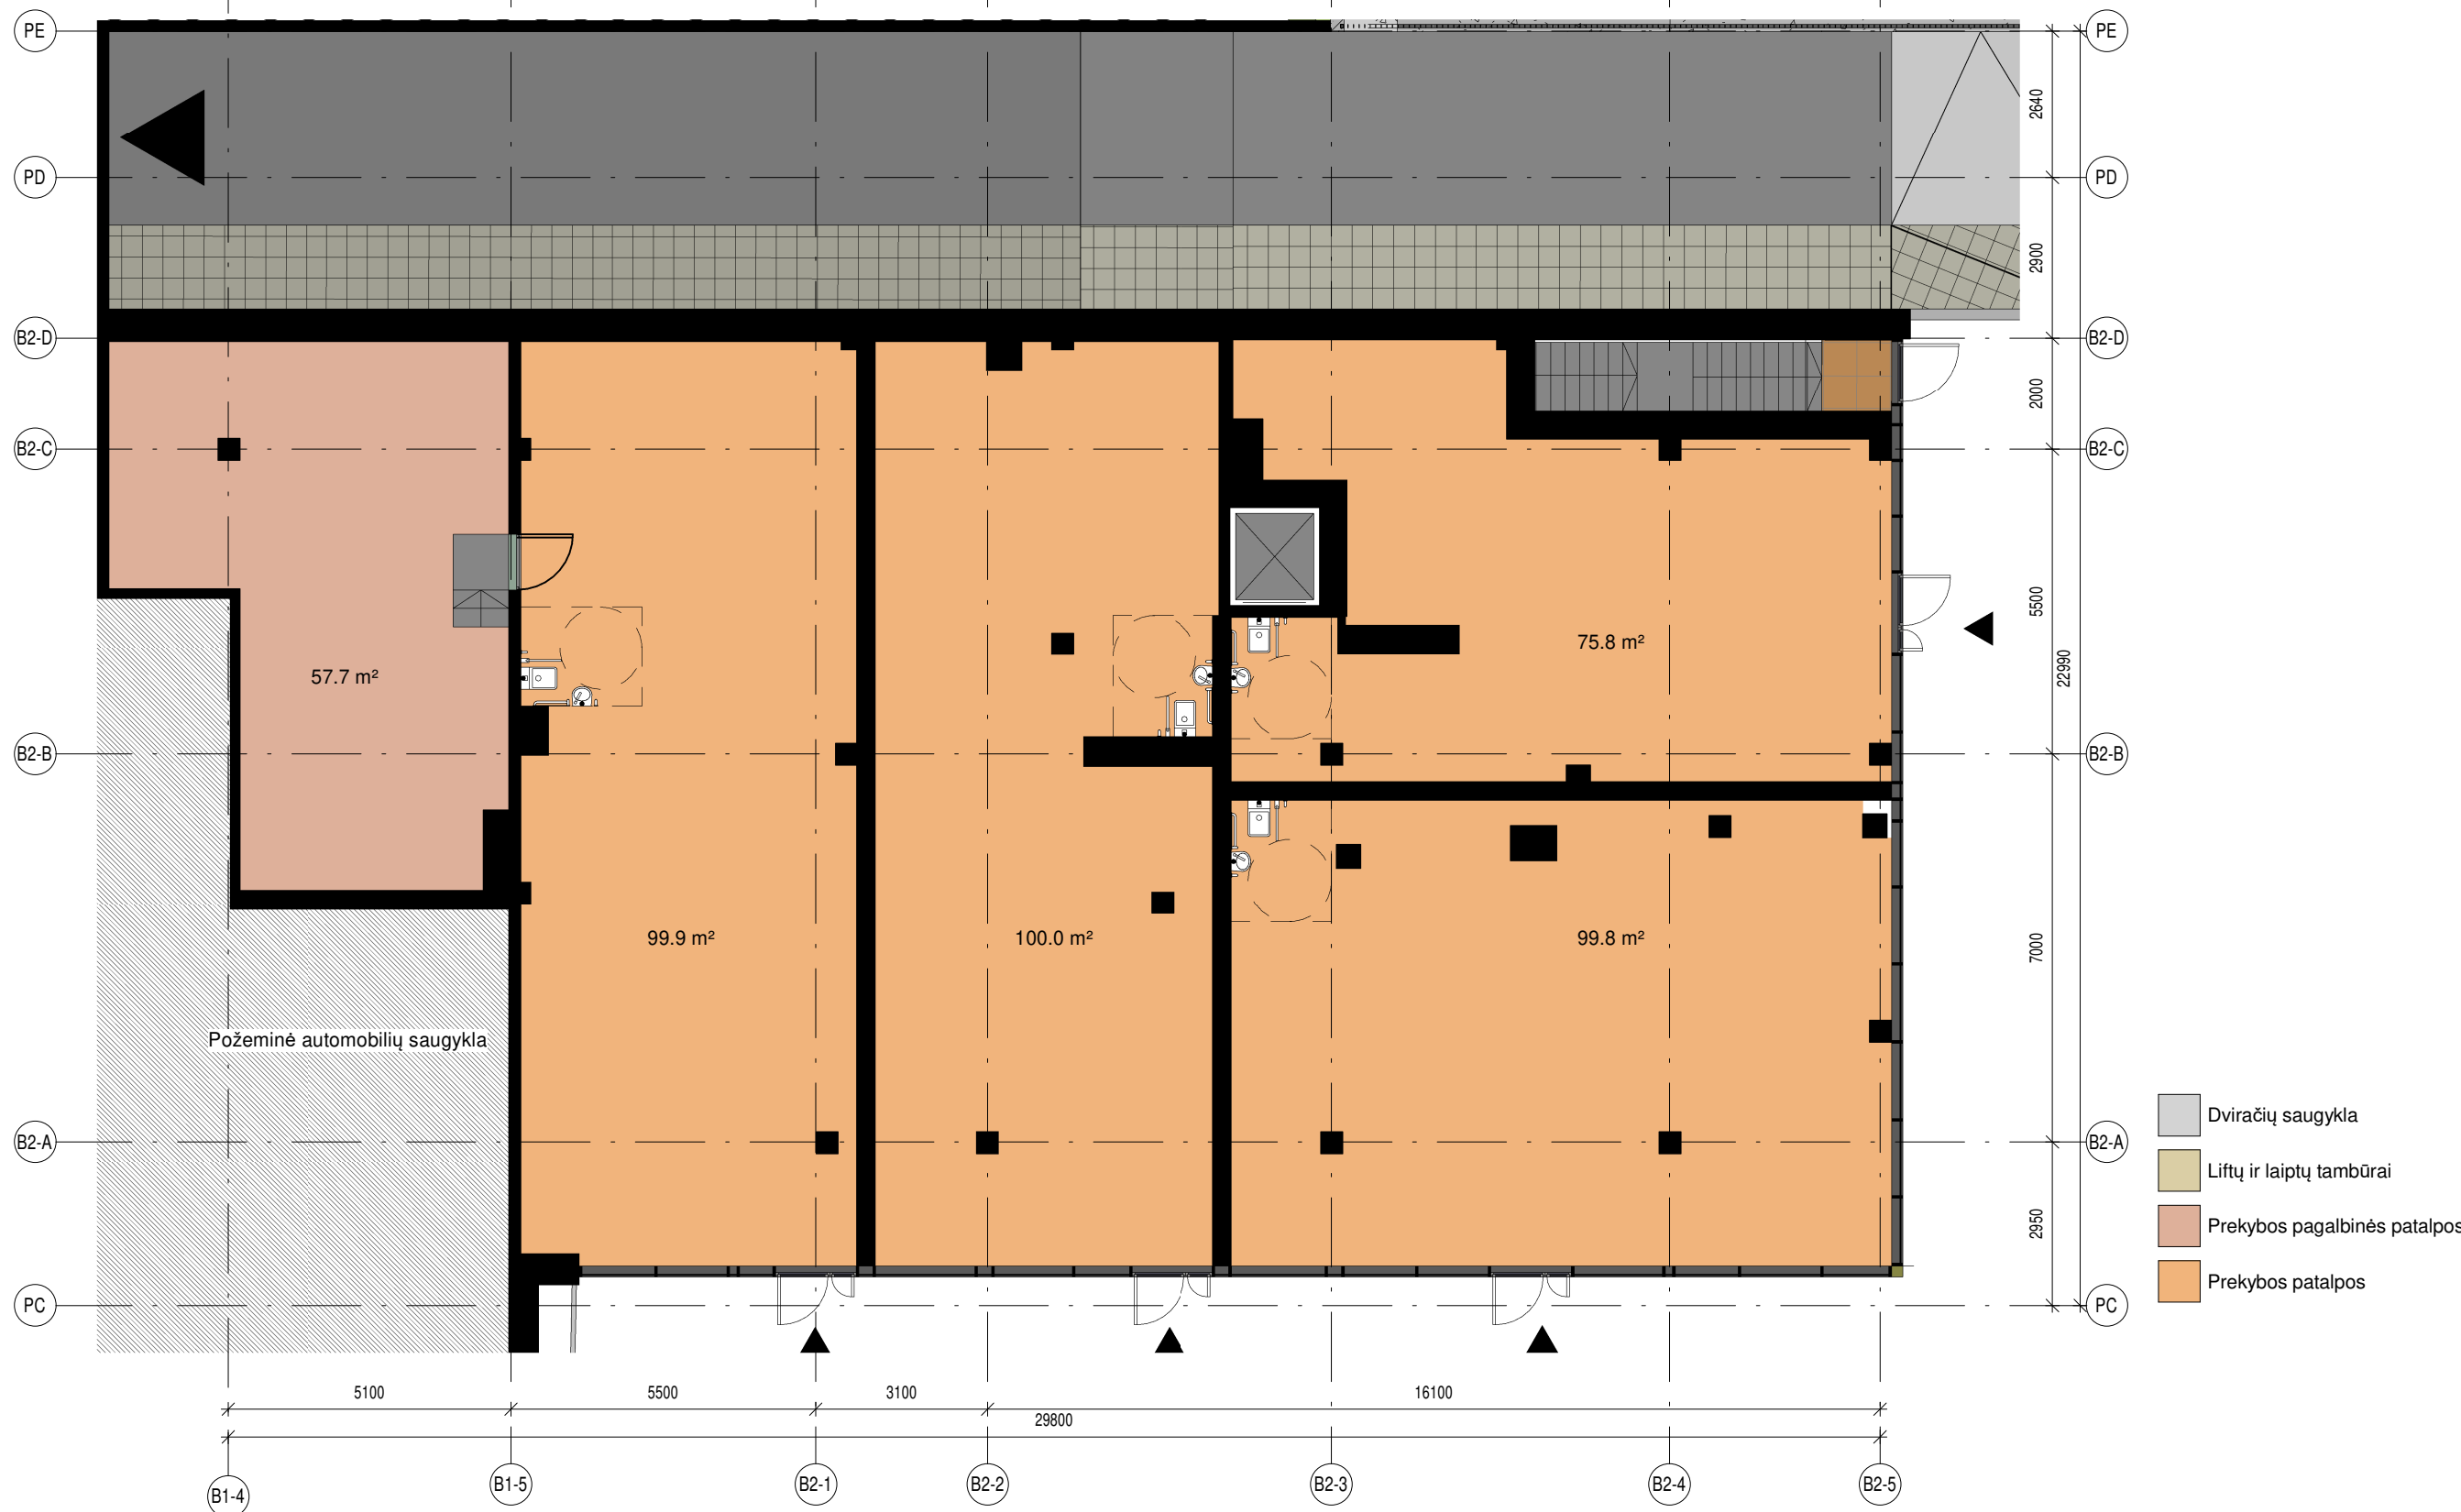 PE
PE
2640
PD
PD
2900
B2-D
B2-D
2000
B2-C
B2-C
5500
22990
57.7 m²
75.8 m²
B2-B
B2-B
99.9 m²
100.0 m²
99.8 m²
7000
Požeminė automobilių saugykla
B2-A
B2-A
2950
PC
PC
Dviračių saugykla
Liftų ir laiptų tambūrai
Prekybos pagalbinės patalpos
Prekybos patalpos
5100
5500
3100
16100
29800
B1-4
B1-5
B2-1
B2-2
B2-3
B2-4
B2-5